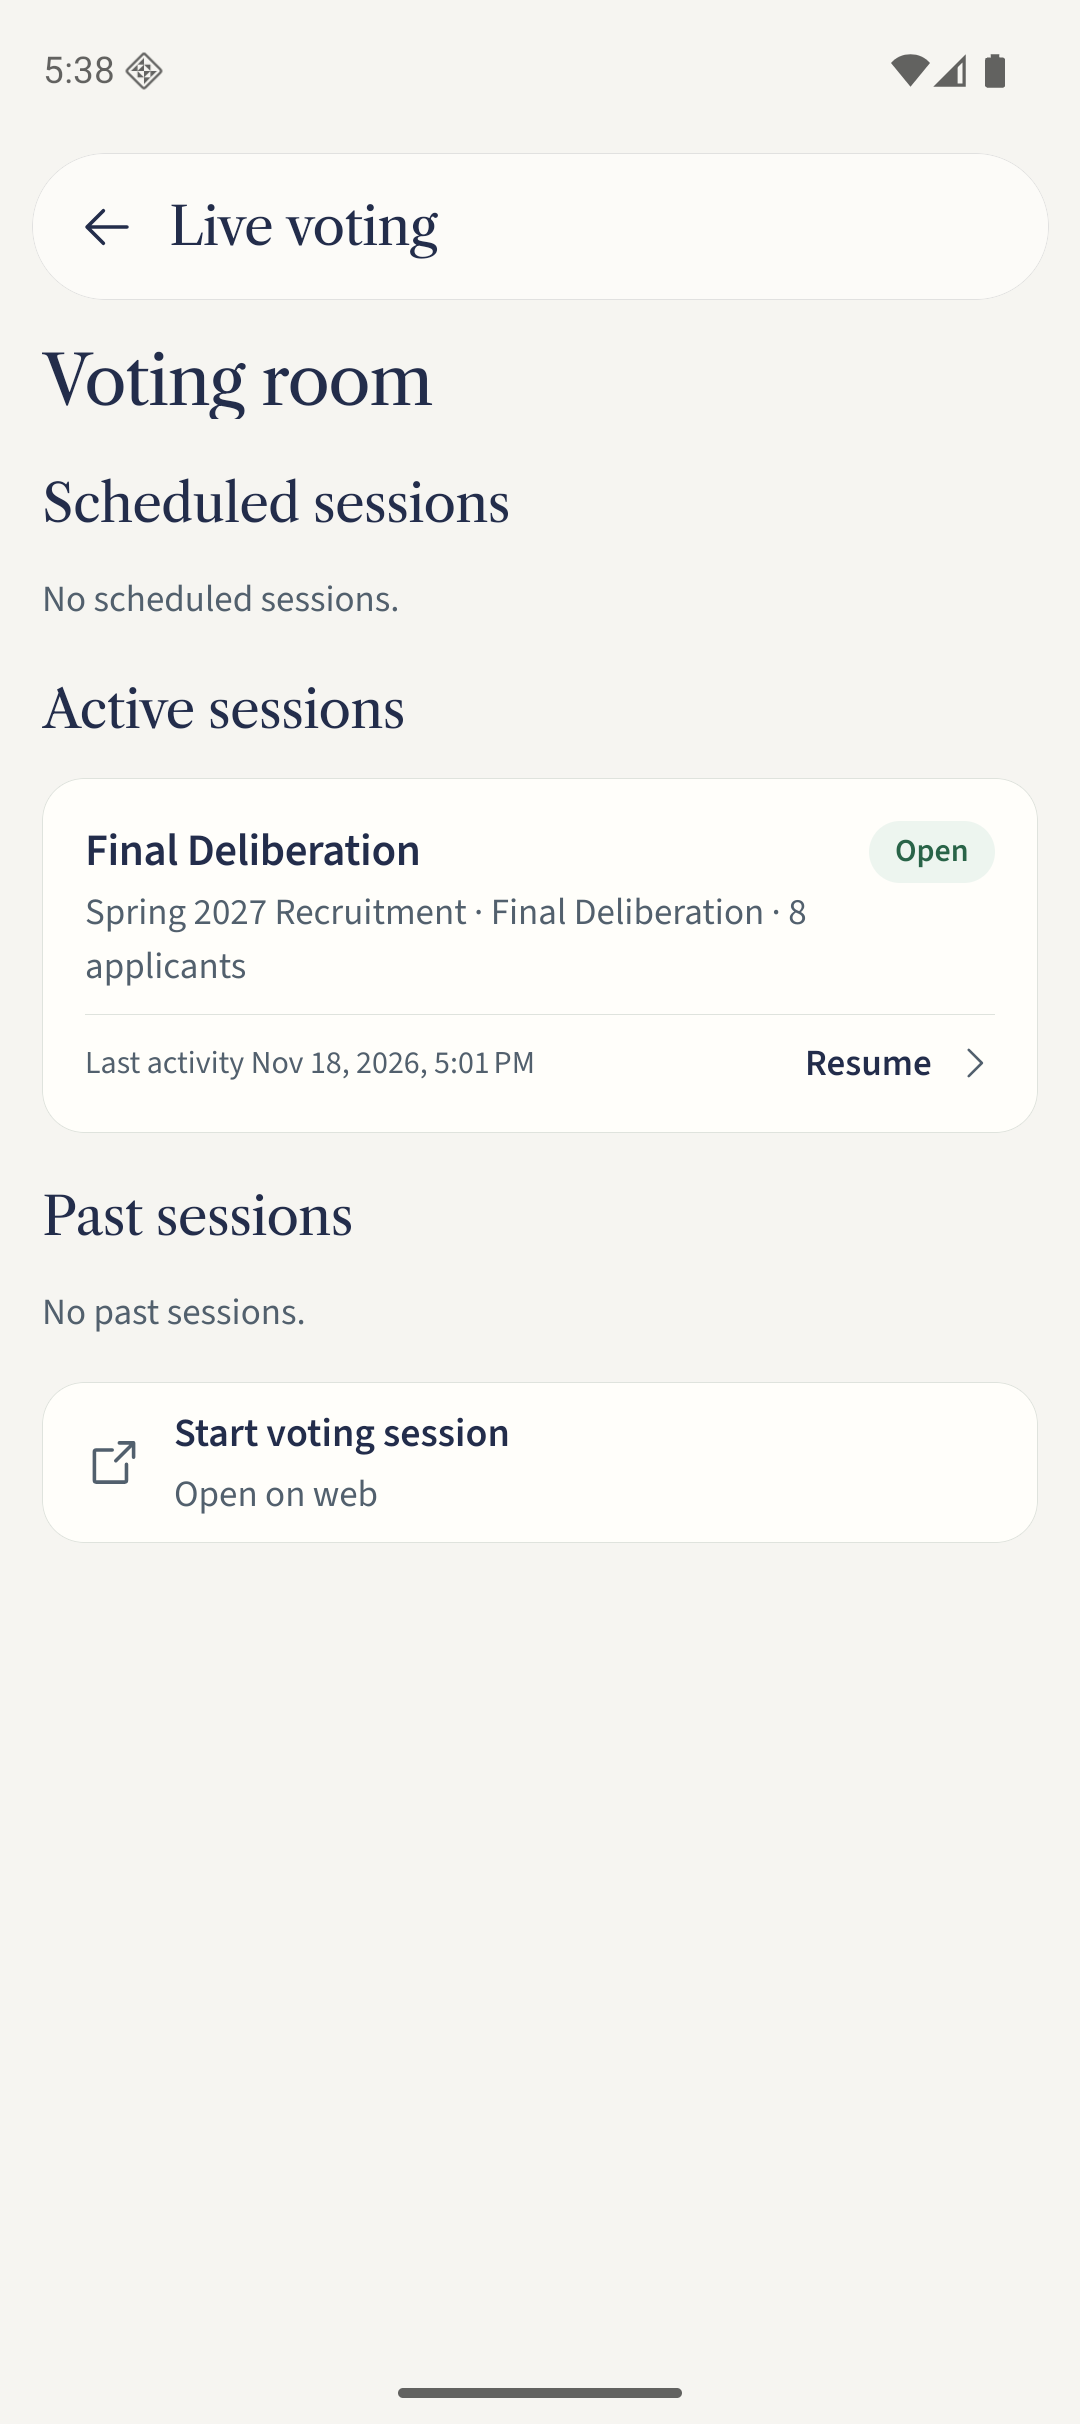 5:38
Live voting
Voting room
Scheduled sessions
No scheduled sessions.
Active sessions
Final Deliberation
Open
Spring 2027 Recruitment · Final Deliberation · 8
applicants
Last activity Nov 18, 2026, 5:01 PM
Resume
Past sessions
No past sessions.
Start voting session
Open on web